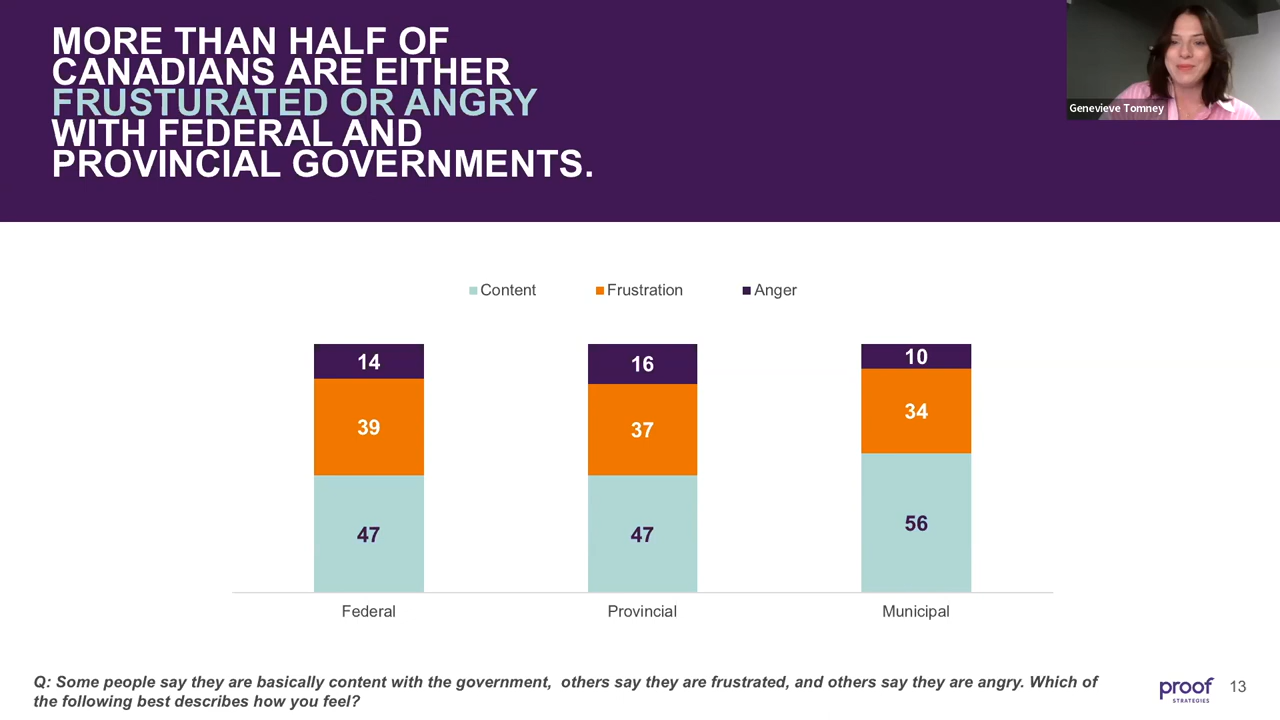 MORE THAN HALF OF
CANADIANS ARE EITHER
FRUSTURATED OR ANGRY
WITH FEDERAL AND
PROVINCIAL GOVERNMENTS.
Genevieve Tomney
Content Frustration Anger
14 16 10
39 37 34
47 47 56
Federal Provincial Municipal
Q: Some people say they are basically content with the government,  others say they are frustrated, and others say they are angry. Which of
the following best describes how you feel?
proof
STRATEGIES
13